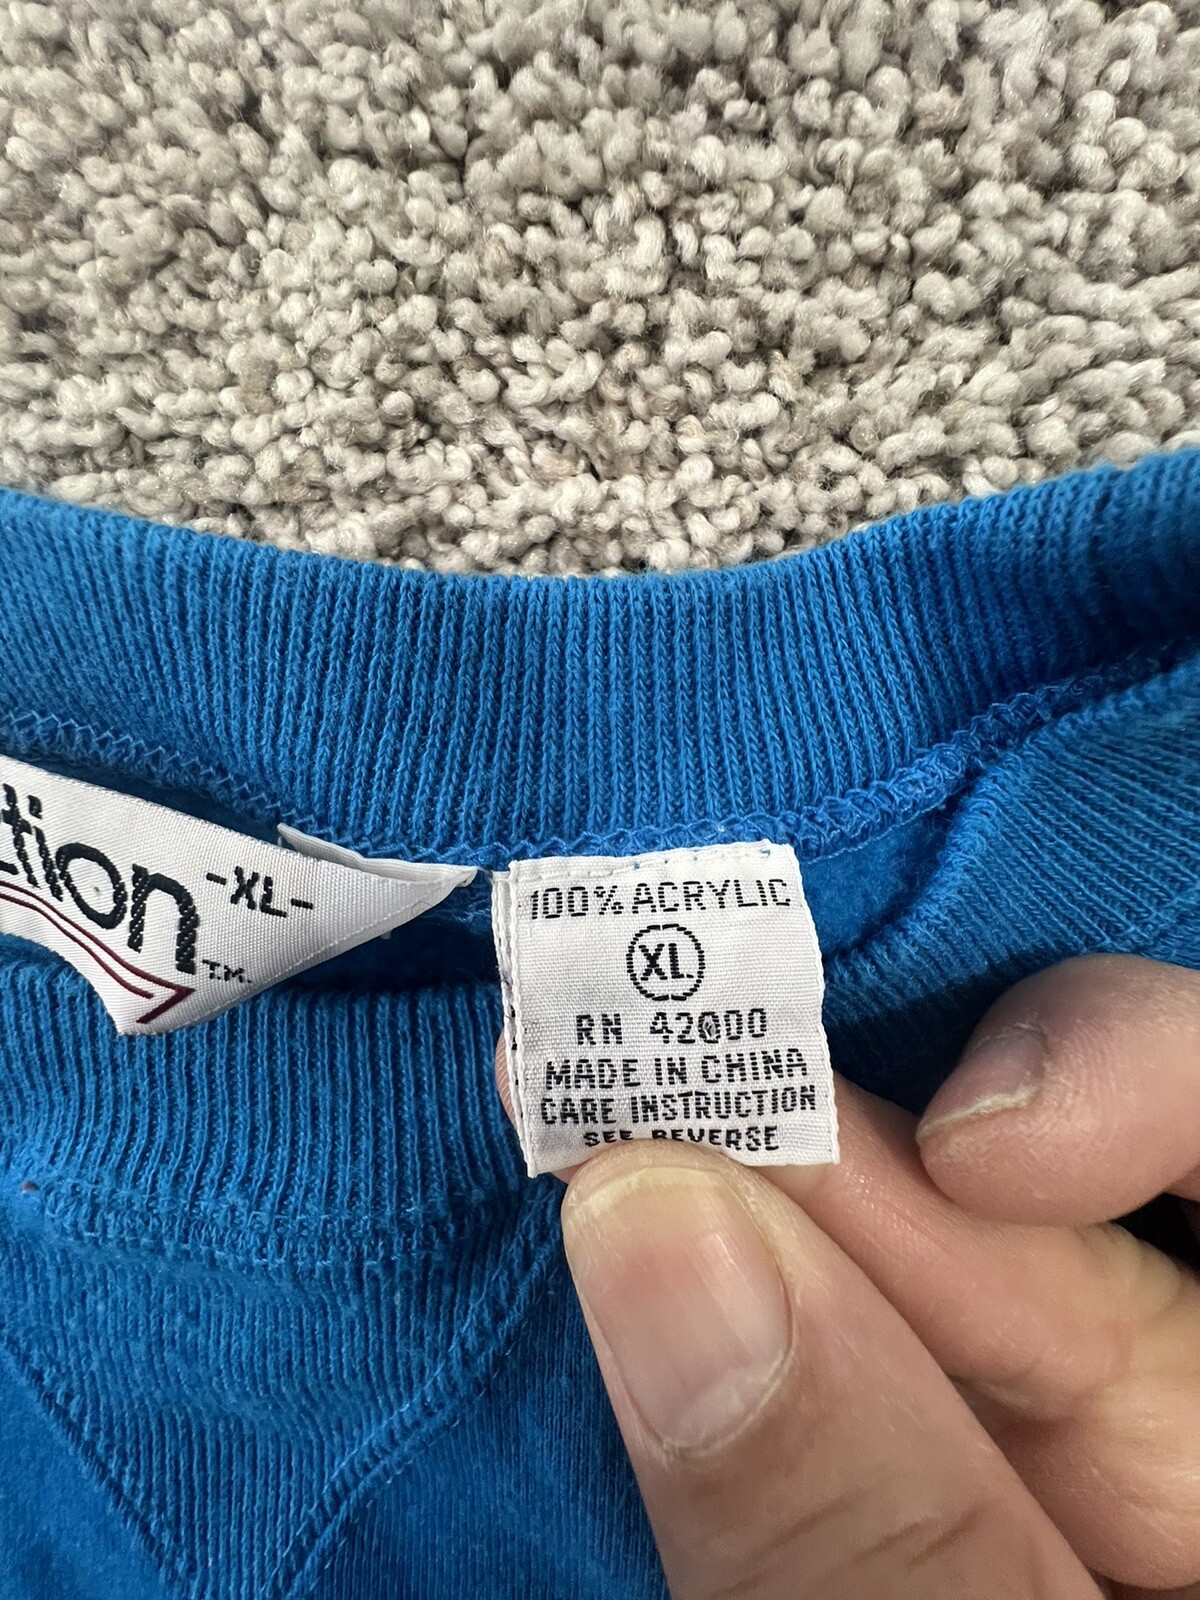 tion
-XL-
T.M.
100% ACRYLIC
XL
RN 42000
MADE IN CHINA
CARE INSTRUCTION
SEE REVERSE